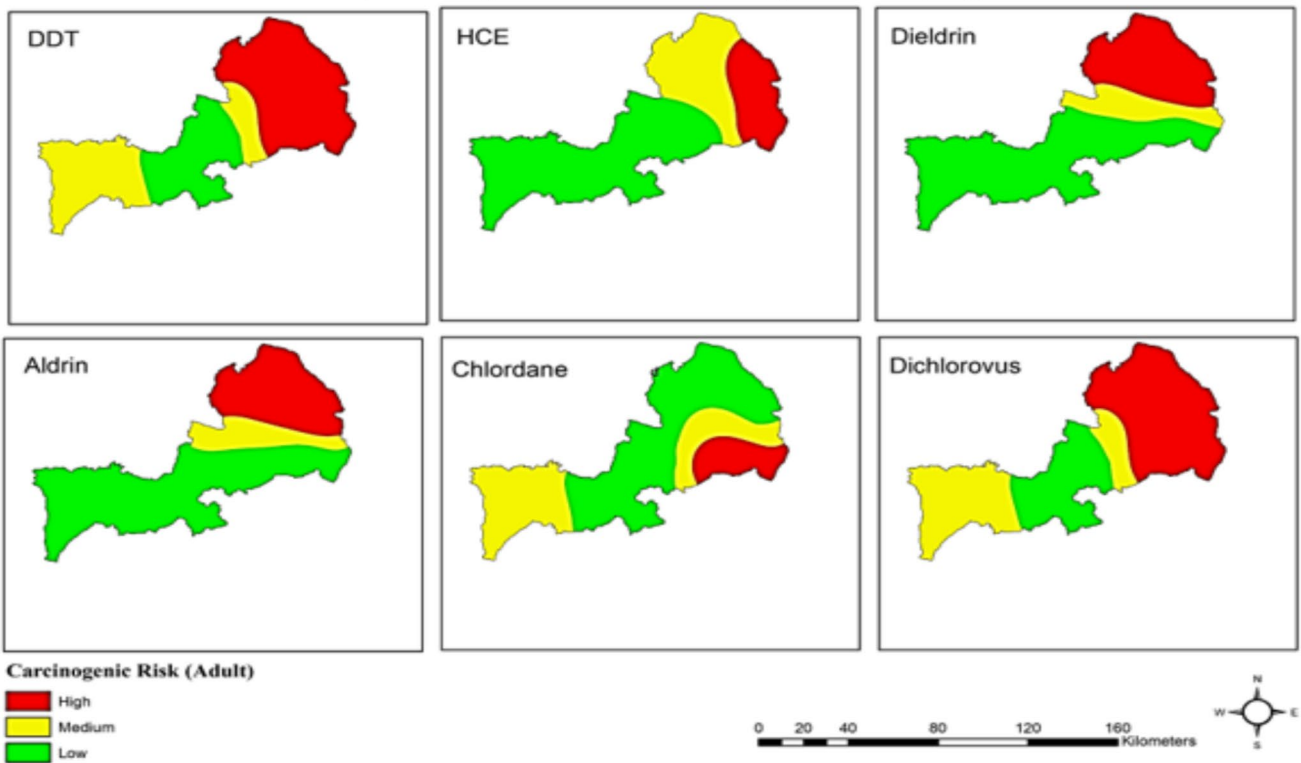 DDT
HCE
Dieldrin
Aldrin
Chlordane
Dichlorovus
Carcinogenic Risk (Adult)
High
Medium
Low
0 20 40 80 120 160
Kilometers
N
W E
S